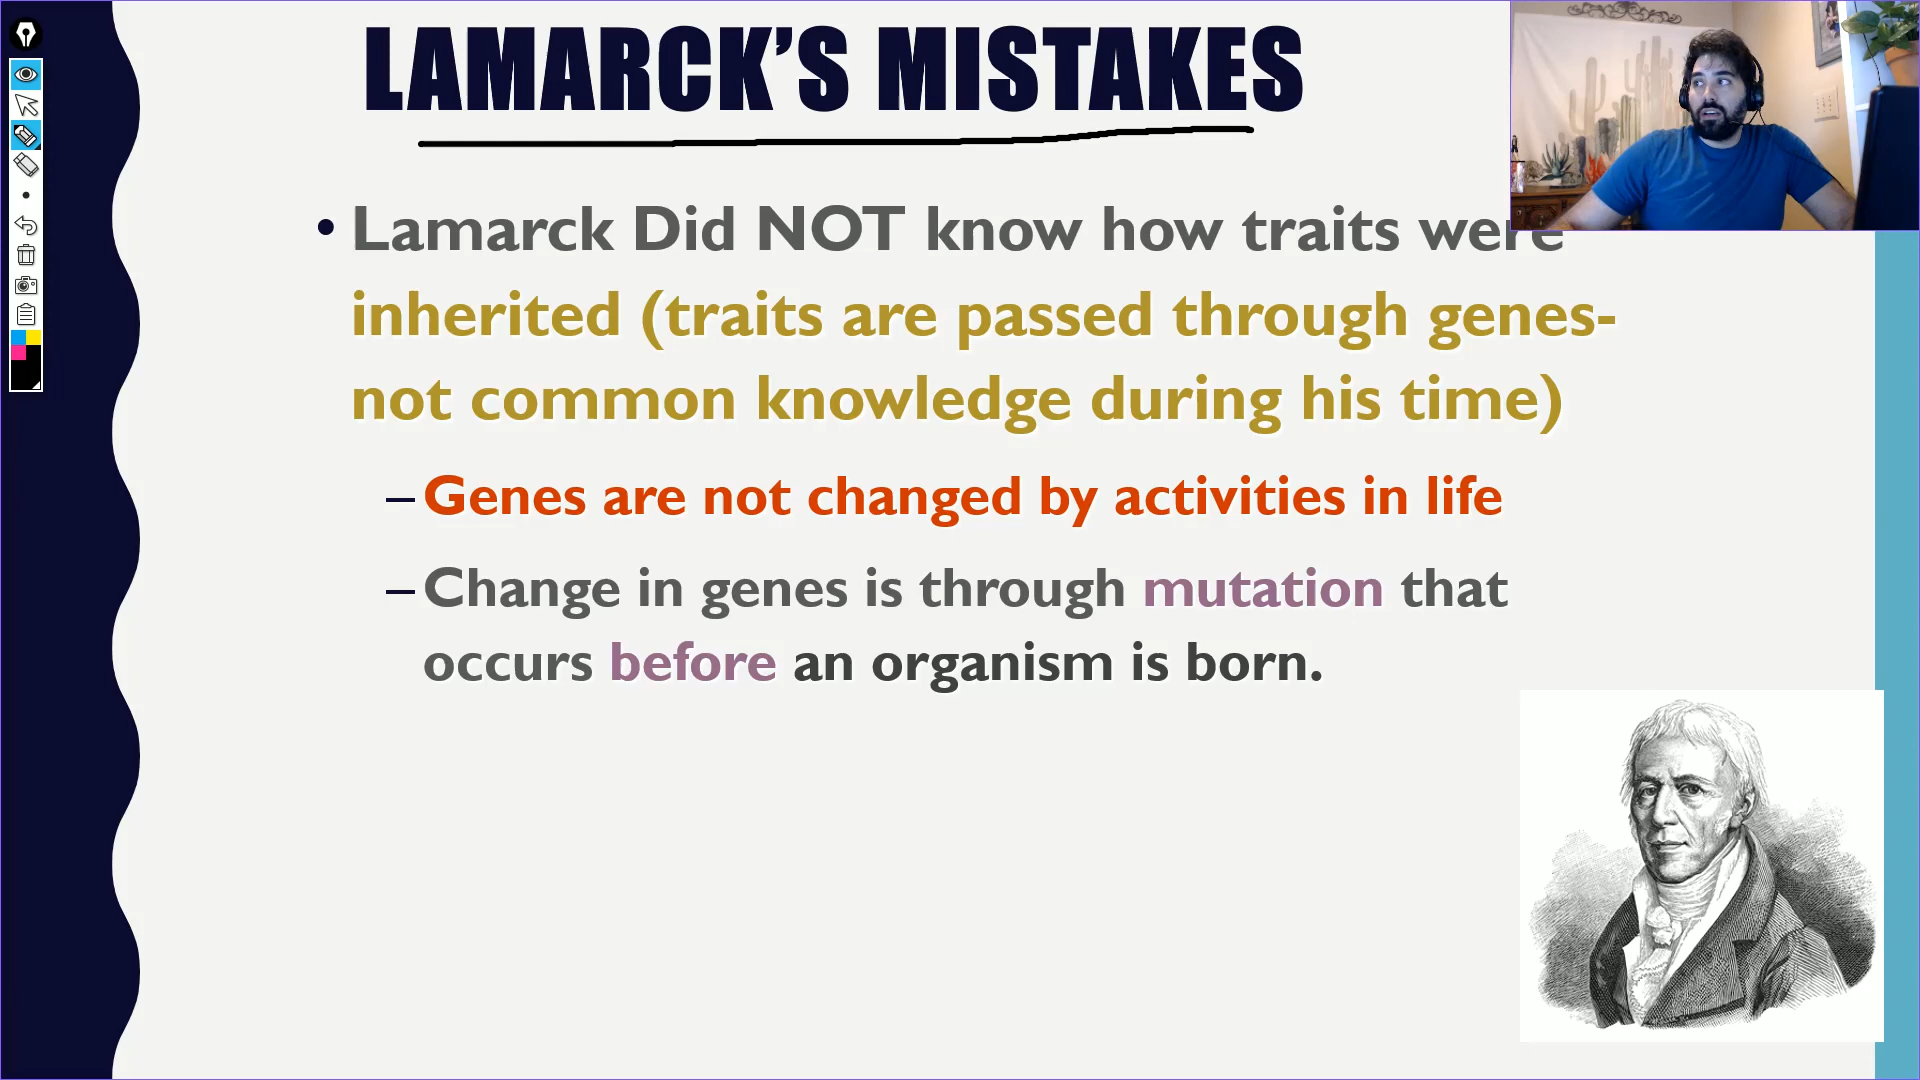 LAMARCK’S MISTAKES
• Lamarck Did NOT know how traits were
inherited (traits are passed through genes-
not common knowledge during his time)
– Genes are not changed by activities in life
– Change in genes is through mutation that
occurs before an organism is born.